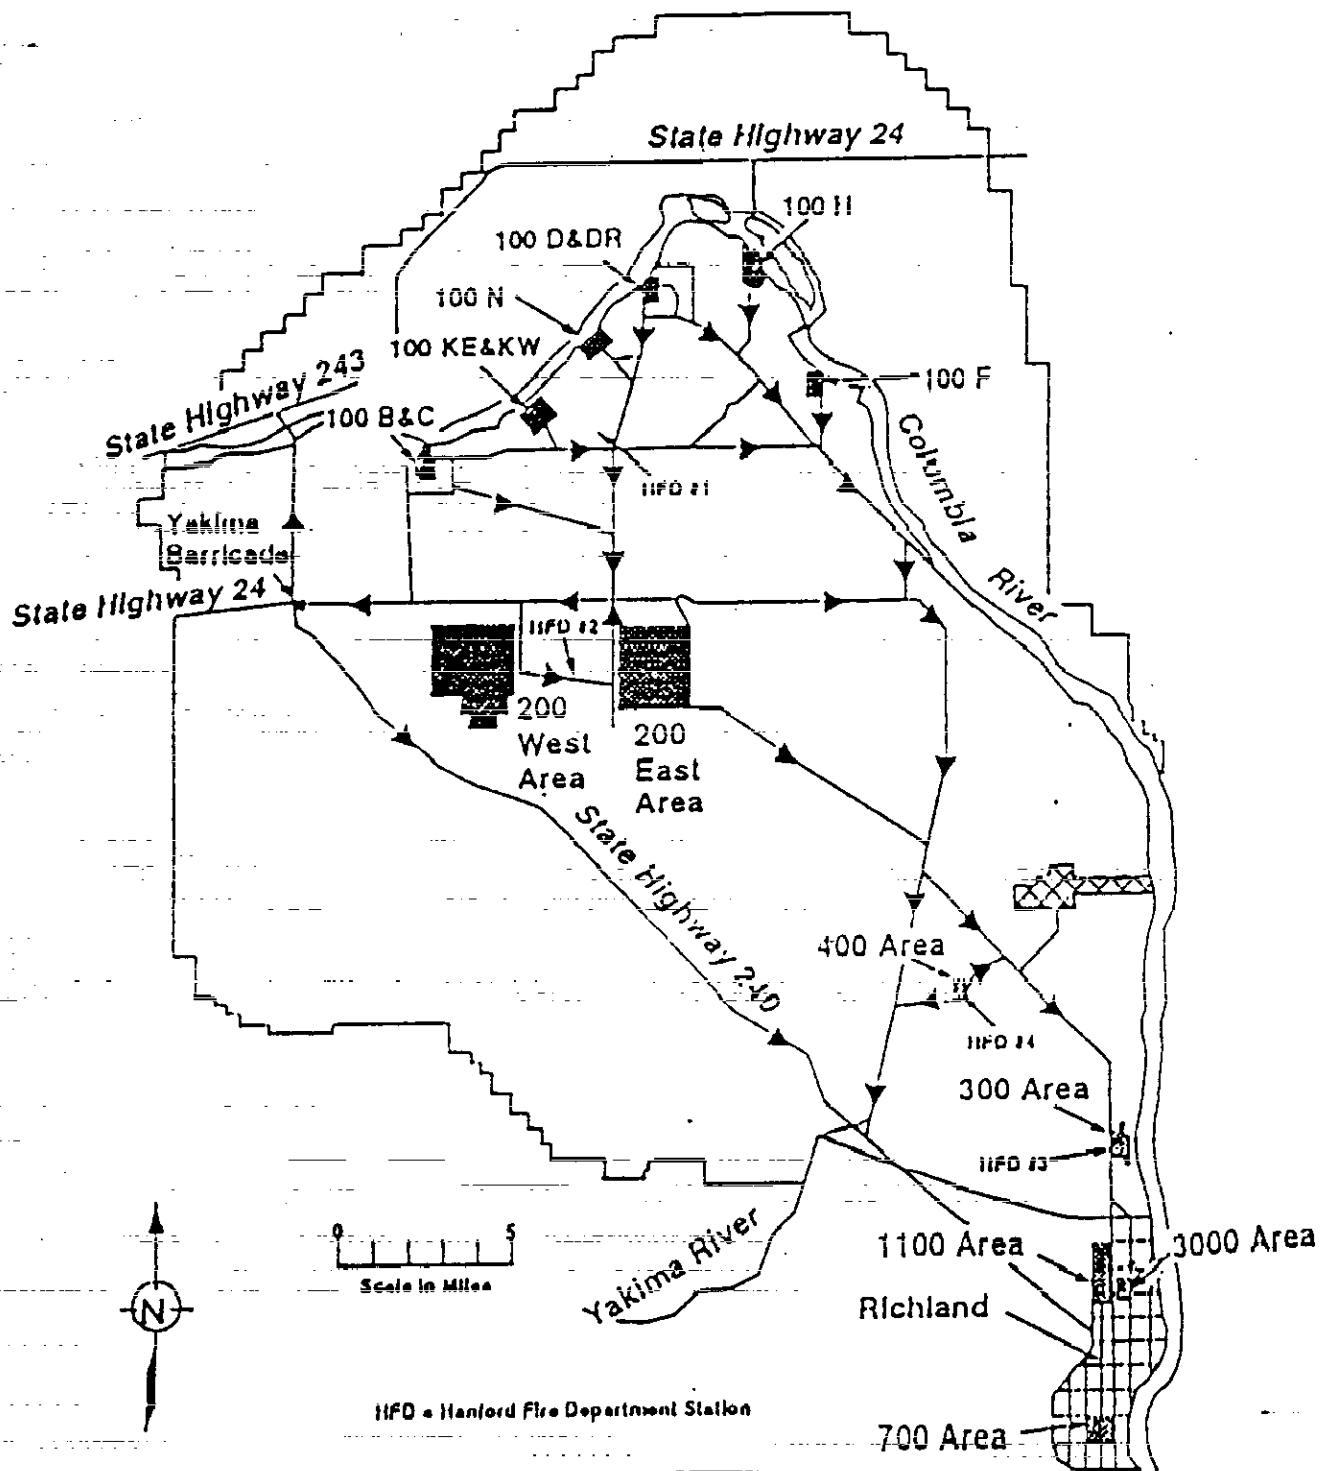 State Highway 24
100 H
100 D&DR
100 N
100 KE&KW
State Highway 243
100 B&C
100 F
Columbia
River
HFD #1
Yakima
Barricade
State Highway 24
HFD #2
200
West
Area
200
East
Area
State Highway 240
400 Area
HFD #4
300 Area
HFD #3
0
5
Scale in Miles
N
Yakima River
1100 Area
3000 Area
Richland
HFD = Hanford Fire Department Station
700 Area